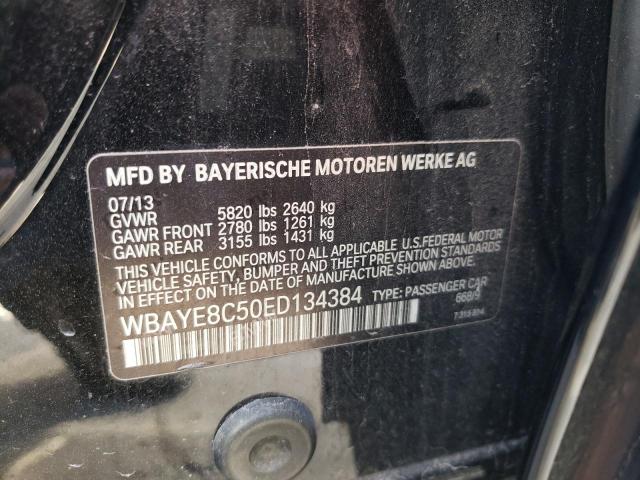 MFD BY BAYERISCHE MOTOREN WERKE AG
07/13
GVWR 5820 lbs 2640 kg
GAWR FRONT 2780 lbs 1261 kg
GAWR REAR 3155 lbs 1431 kg
THIS VEHICLE CONFORMS TO ALL APPLICABLE U.S.FEDERAL MOTOR
VEHICLE SAFETY, BUMPER AND THEFT PREVENTION STANDARDS
IN EFFECT ON THE DATE OF MANUFACTURE SHOWN ABOVE.
WBAYE8C50ED134384 TYPE: PASSENGER CAR
668/9